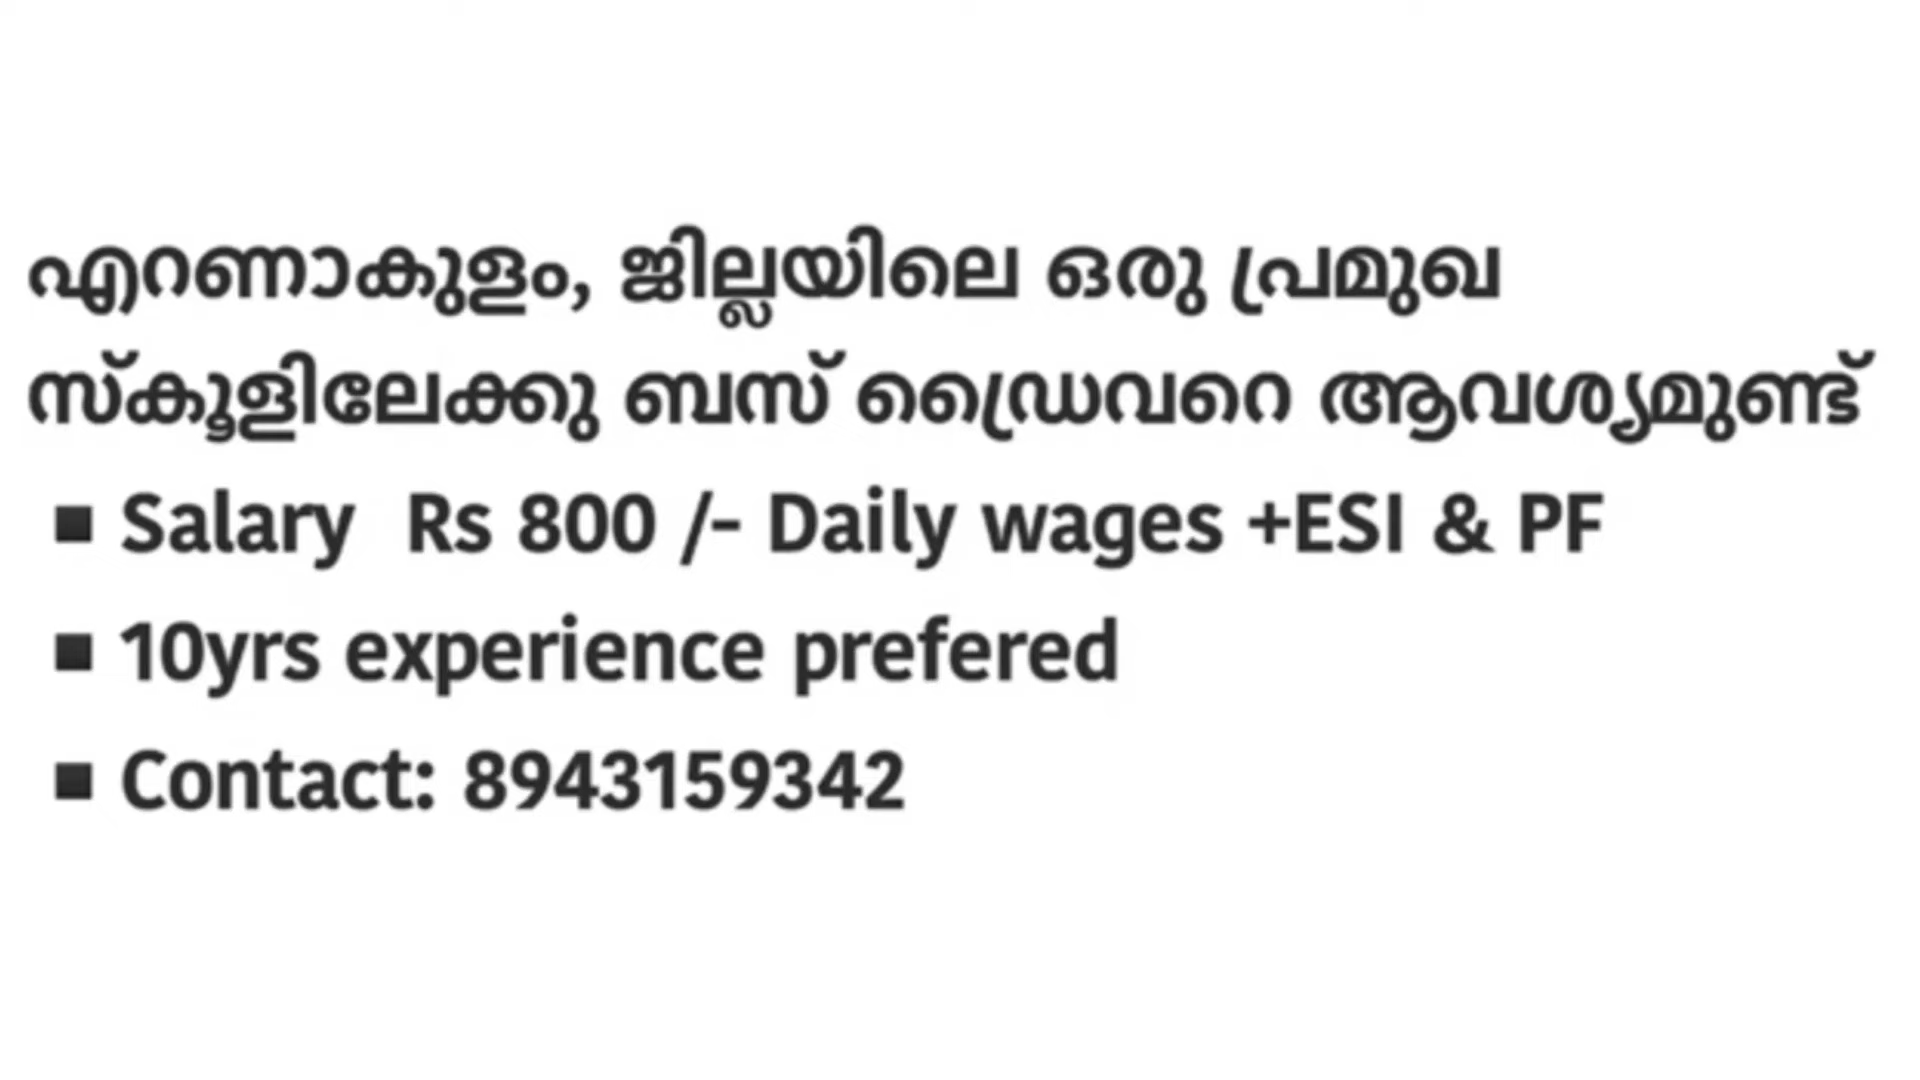 എറണാകുളം, ജില്ലയിലെ ഒരു പ്രമുഖ
സ്കൂളിലേക്കു ബസ് ഡ്രൈവറെ ആവശ്യമുണ്ട്
▪ Salary  Rs 800 /- Daily wages +ESI & PF
▪ 10yrs experience prefered
▪ Contact: 8943159342